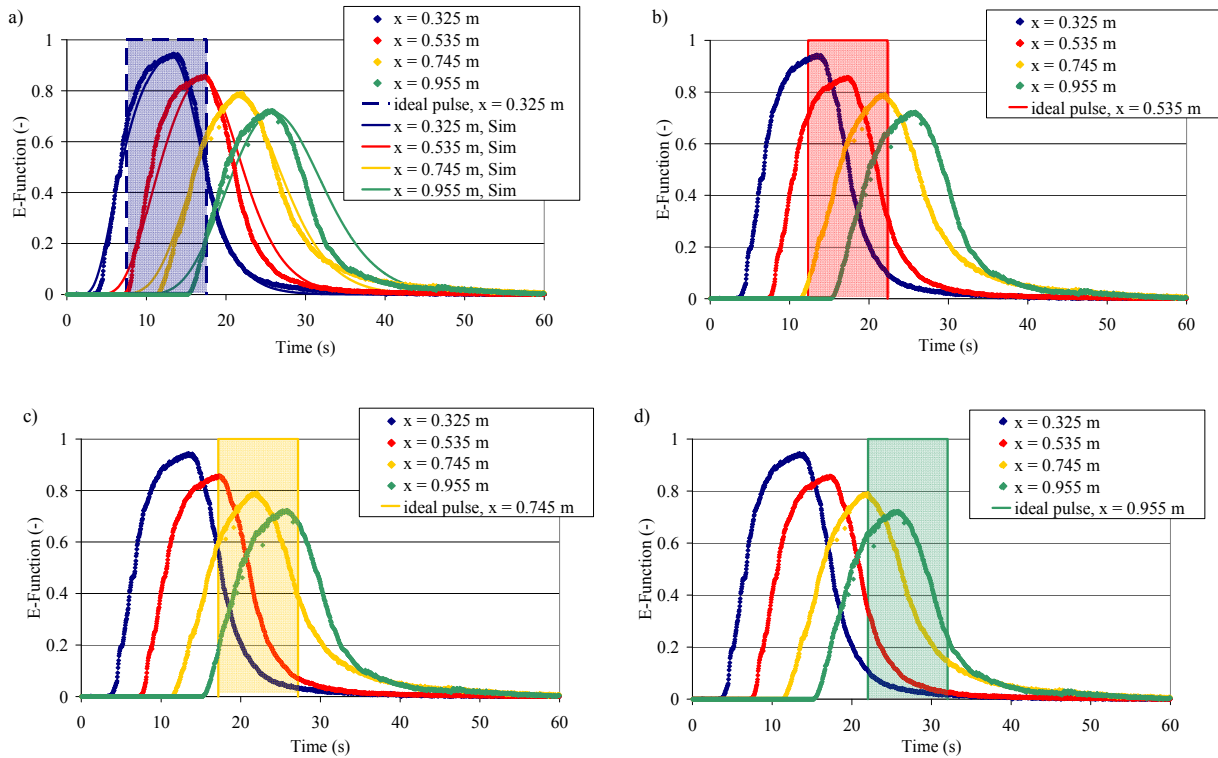 a)
x = 0.325 m
x = 0.535 m
x = 0.745 m
x = 0.955 m
ideal pulse, x = 0.325 m
x = 0.325 m, Sim
x = 0.535 m, Sim
x = 0.745 m, Sim
x = 0.955 m, Sim
E-Function (-)
1
0.8
0.6
0.4
0.2
0
0 10 20 30 40 50 60
Time (s)
b)
x = 0.325 m
x = 0.535 m
x = 0.745 m
x = 0.955 m
ideal pulse, x = 0.535 m
E-Function (-)
1
0.8
0.6
0.4
0.2
0
0 10 20 30 40 50 60
Time (s)
c)
x = 0.325 m
x = 0.535 m
x = 0.745 m
x = 0.955 m
ideal pulse, x = 0.745 m
E-Function (-)
1
0.8
0.6
0.4
0.2
0
0 10 20 30 40 50 60
Time (s)
d)
x = 0.325 m
x = 0.535 m
x = 0.745 m
x = 0.955 m
ideal pulse, x = 0.955 m
E-Function (-)
1
0.8
0.6
0.4
0.2
0
0 10 20 30 40 50 60
Time (s)